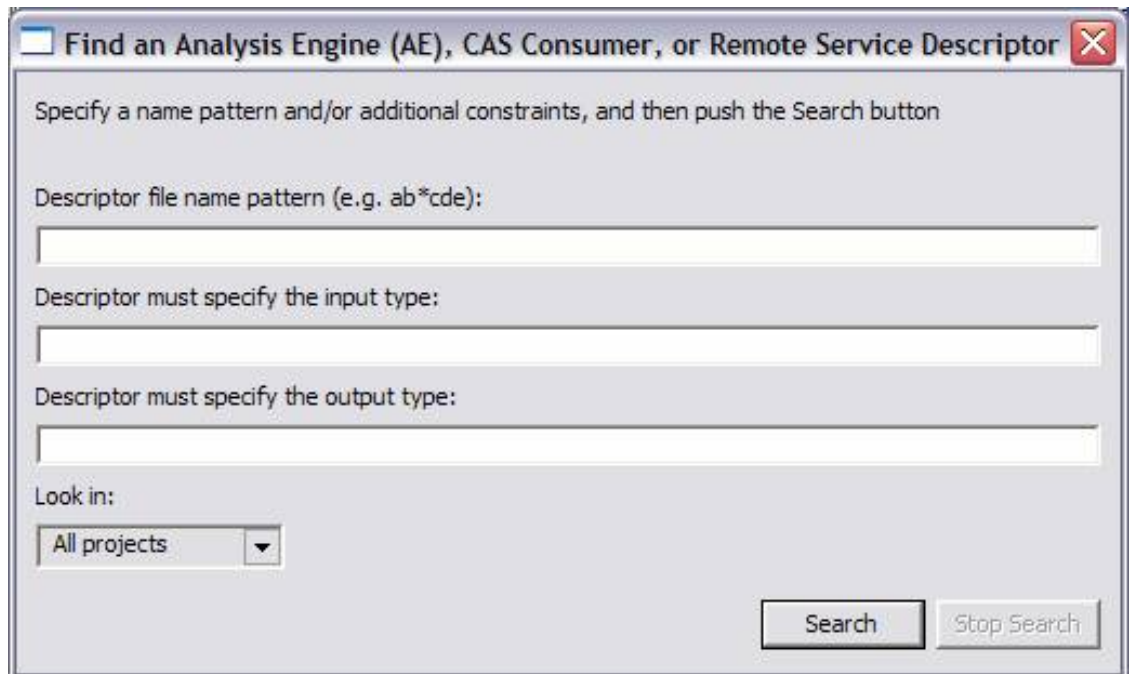 Find an Analysis Engine (AE), CAS Consumer, or Remote Service Descriptor
Specify a name pattern and/or additional constraints, and then push the Search button
Descriptor file name pattern (e.g. ab*cde):
Descriptor must specify the input type:
Descriptor must specify the output type:
Look in:
All projects
Search Stop Search